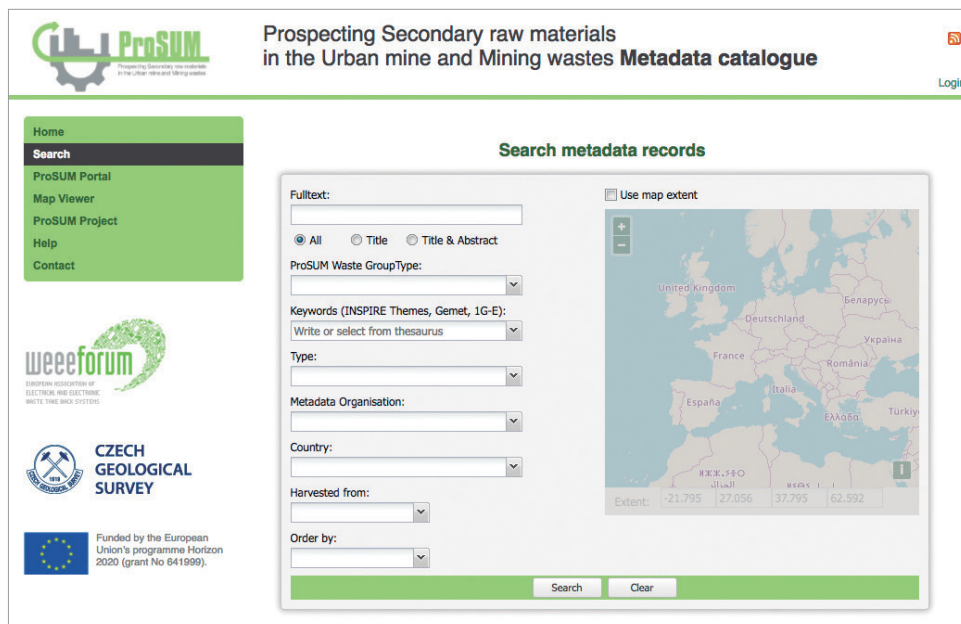 ProSUM
Prospecting Secondary raw materials
in the Urban mine and Mining wastes
Prospecting Secondary raw materials
in the Urban mine and Mining wastes Metadata catalogue
Login
Home
Search
ProSUM Portal
Map Viewer
ProSUM Project
Help
Contact
weeeforum
EUROPEAN ASSOCIATION OF
ELECTRICAL AND ELECTRONIC
WASTE TAKE BACK SYSTEMS
1919
CZECH
GEOLOGICAL
SURVEY
Funded by the European
Union's programme Horizon
2020 (grant No 641999).
Search metadata records
Fulltext:
All Title Title & Abstract
ProSUM Waste GroupType:
Keywords (INSPIRE Themes, Gemet, 1G-E):
Write or select from thesaurus
Type:
Metadata Organisation:
Country:
Harvested from:
Order by:
Use map extent
+
−
United Kingdom
Беларусь
Deutschland
Україна
France
România
Italia
España
Ελλάδα
Türkiy
i
Extent: -21.795 27.056 37.795 62.592
Search Clear